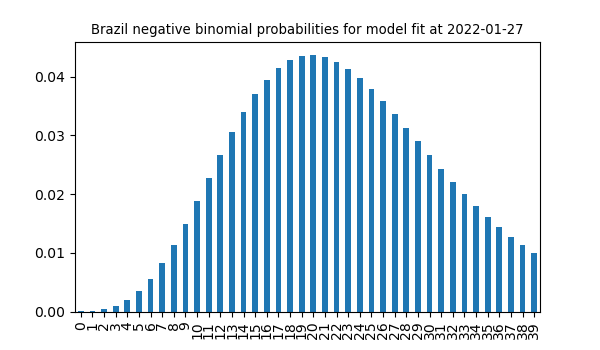 Brazil negative binomial probabilities for model fit at 2022-01-27
0.04
0.03
0.02
0.01
0.00
0 1 2 3 4 5 6 7 8 9 10 11 12 13 14 15 16 17 18 19 20 21 22 23 24 25 26 27 28 29 30 31 32 33 34 35 36 37 38 39